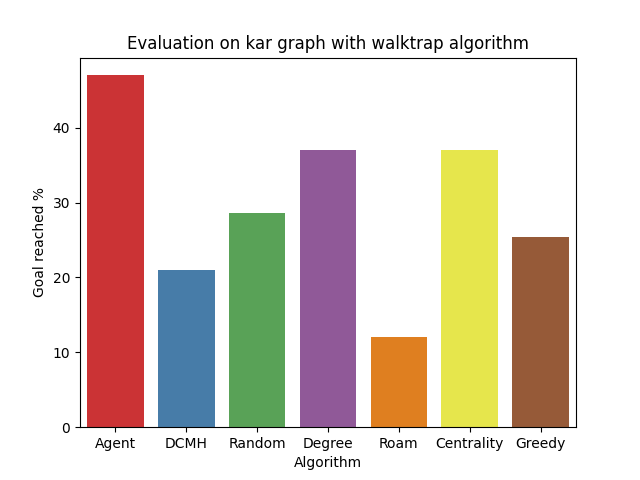 Evaluation on kar graph with walktrap algorithm
Goal reached %
40
30
20
10
0
Agent DCMH Random Degree Roam Centrality Greedy
Algorithm